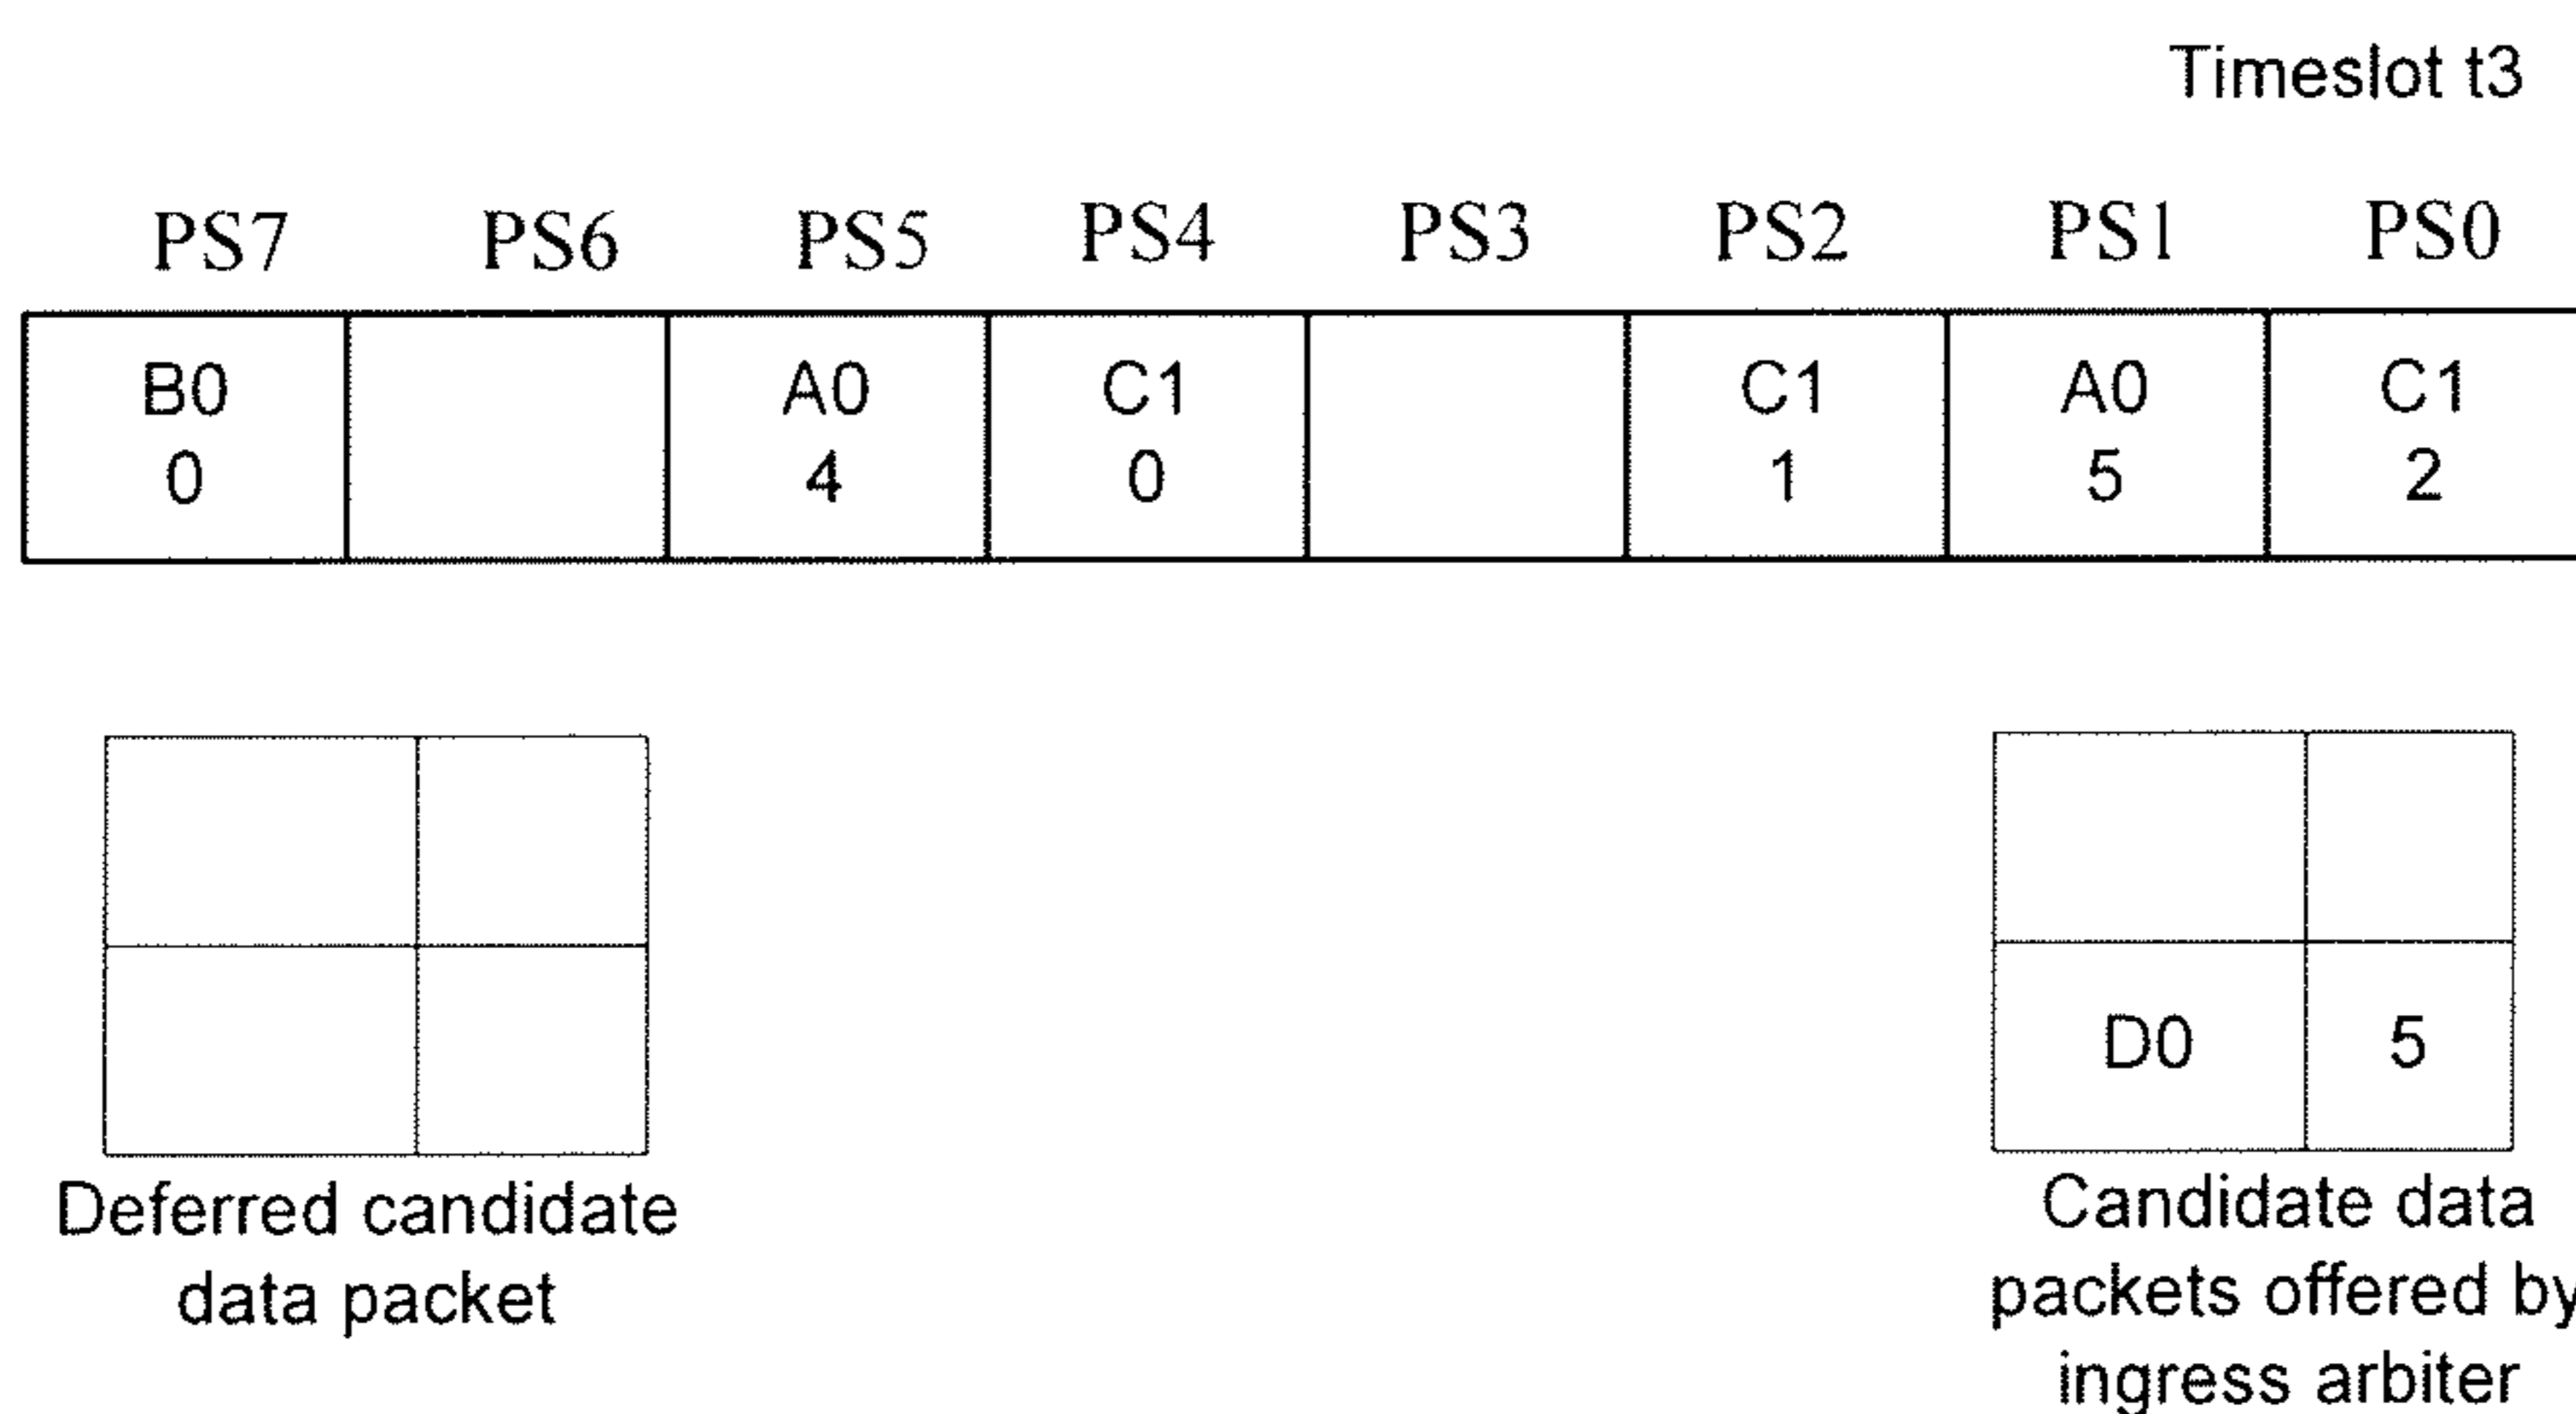 Timeslot t3
PS7 PS6 PS5 PS4 PS3 PS2 PS1 PS0
B0 A0 C1 C1 A0 C1
0 4 0 1 5 2
D0 5
Deferred candidate
data packet
Candidate data
packets offered by
ingress arbiter